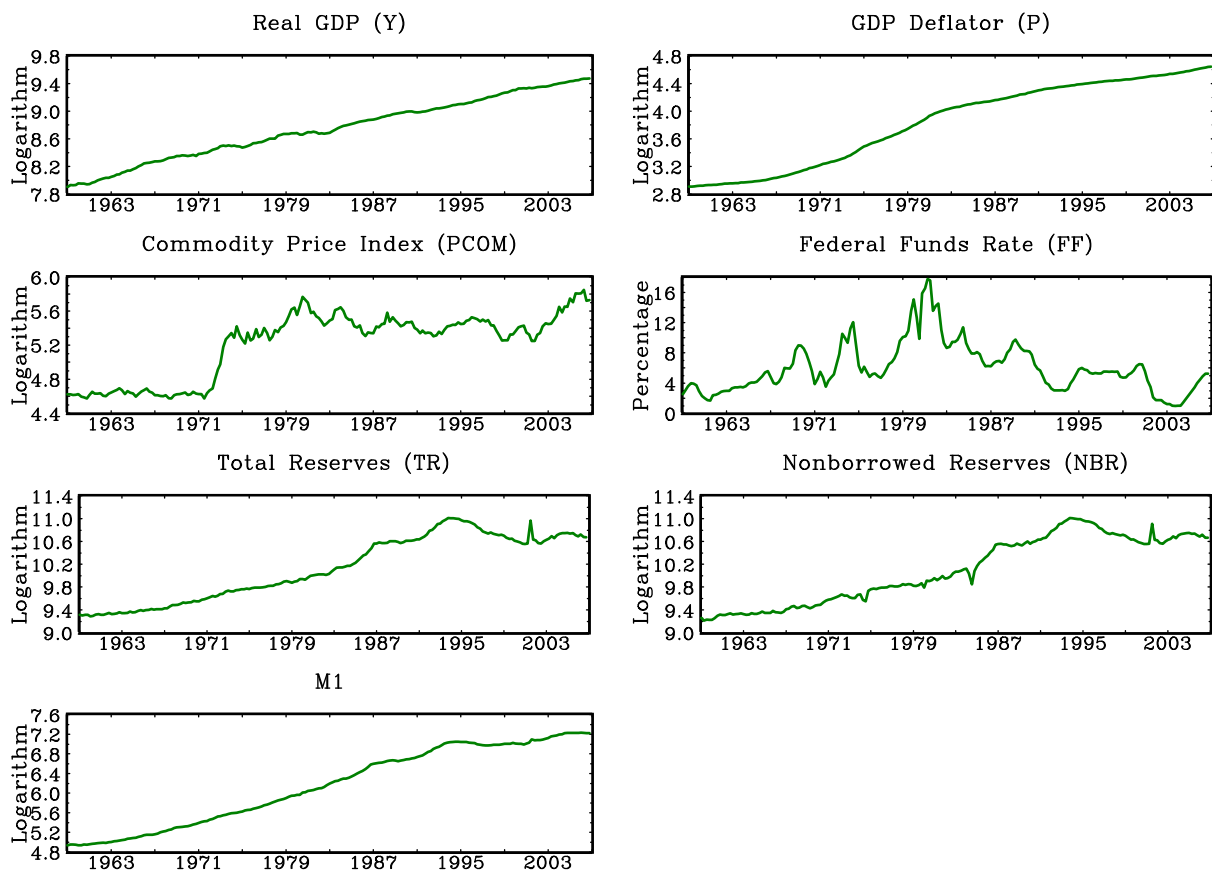 Real GDP (Y)
GDP Deflator (P)
Logarithm
9.8
9.4
9.0
8.6
8.2
7.8
1963 1971 1979 1987 1995 2003
Logarithm
4.8
4.4
4.0
3.6
3.2
2.8
1963 1971 1979 1987 1995 2003
Commodity Price Index (PCOM)
Federal Funds Rate (FF)
Logarithm
6.0
5.6
5.2
4.8
4.4
1963 1971 1979 1987 1995 2003
Percentage
16
12
8
4
0
1963 1971 1979 1987 1995 2003
Total Reserves (TR)
Nonborrowed Reserves (NBR)
Logarithm
11.4
11.0
10.6
10.2
9.8
9.4
9.0
1963 1971 1979 1987 1995 2003
Logarithm
11.4
11.0
10.6
10.2
9.8
9.4
9.0
1963 1971 1979 1987 1995 2003
M1
Logarithm
7.6
7.2
6.8
6.4
6.0
5.6
5.2
4.8
1963 1971 1979 1987 1995 2003